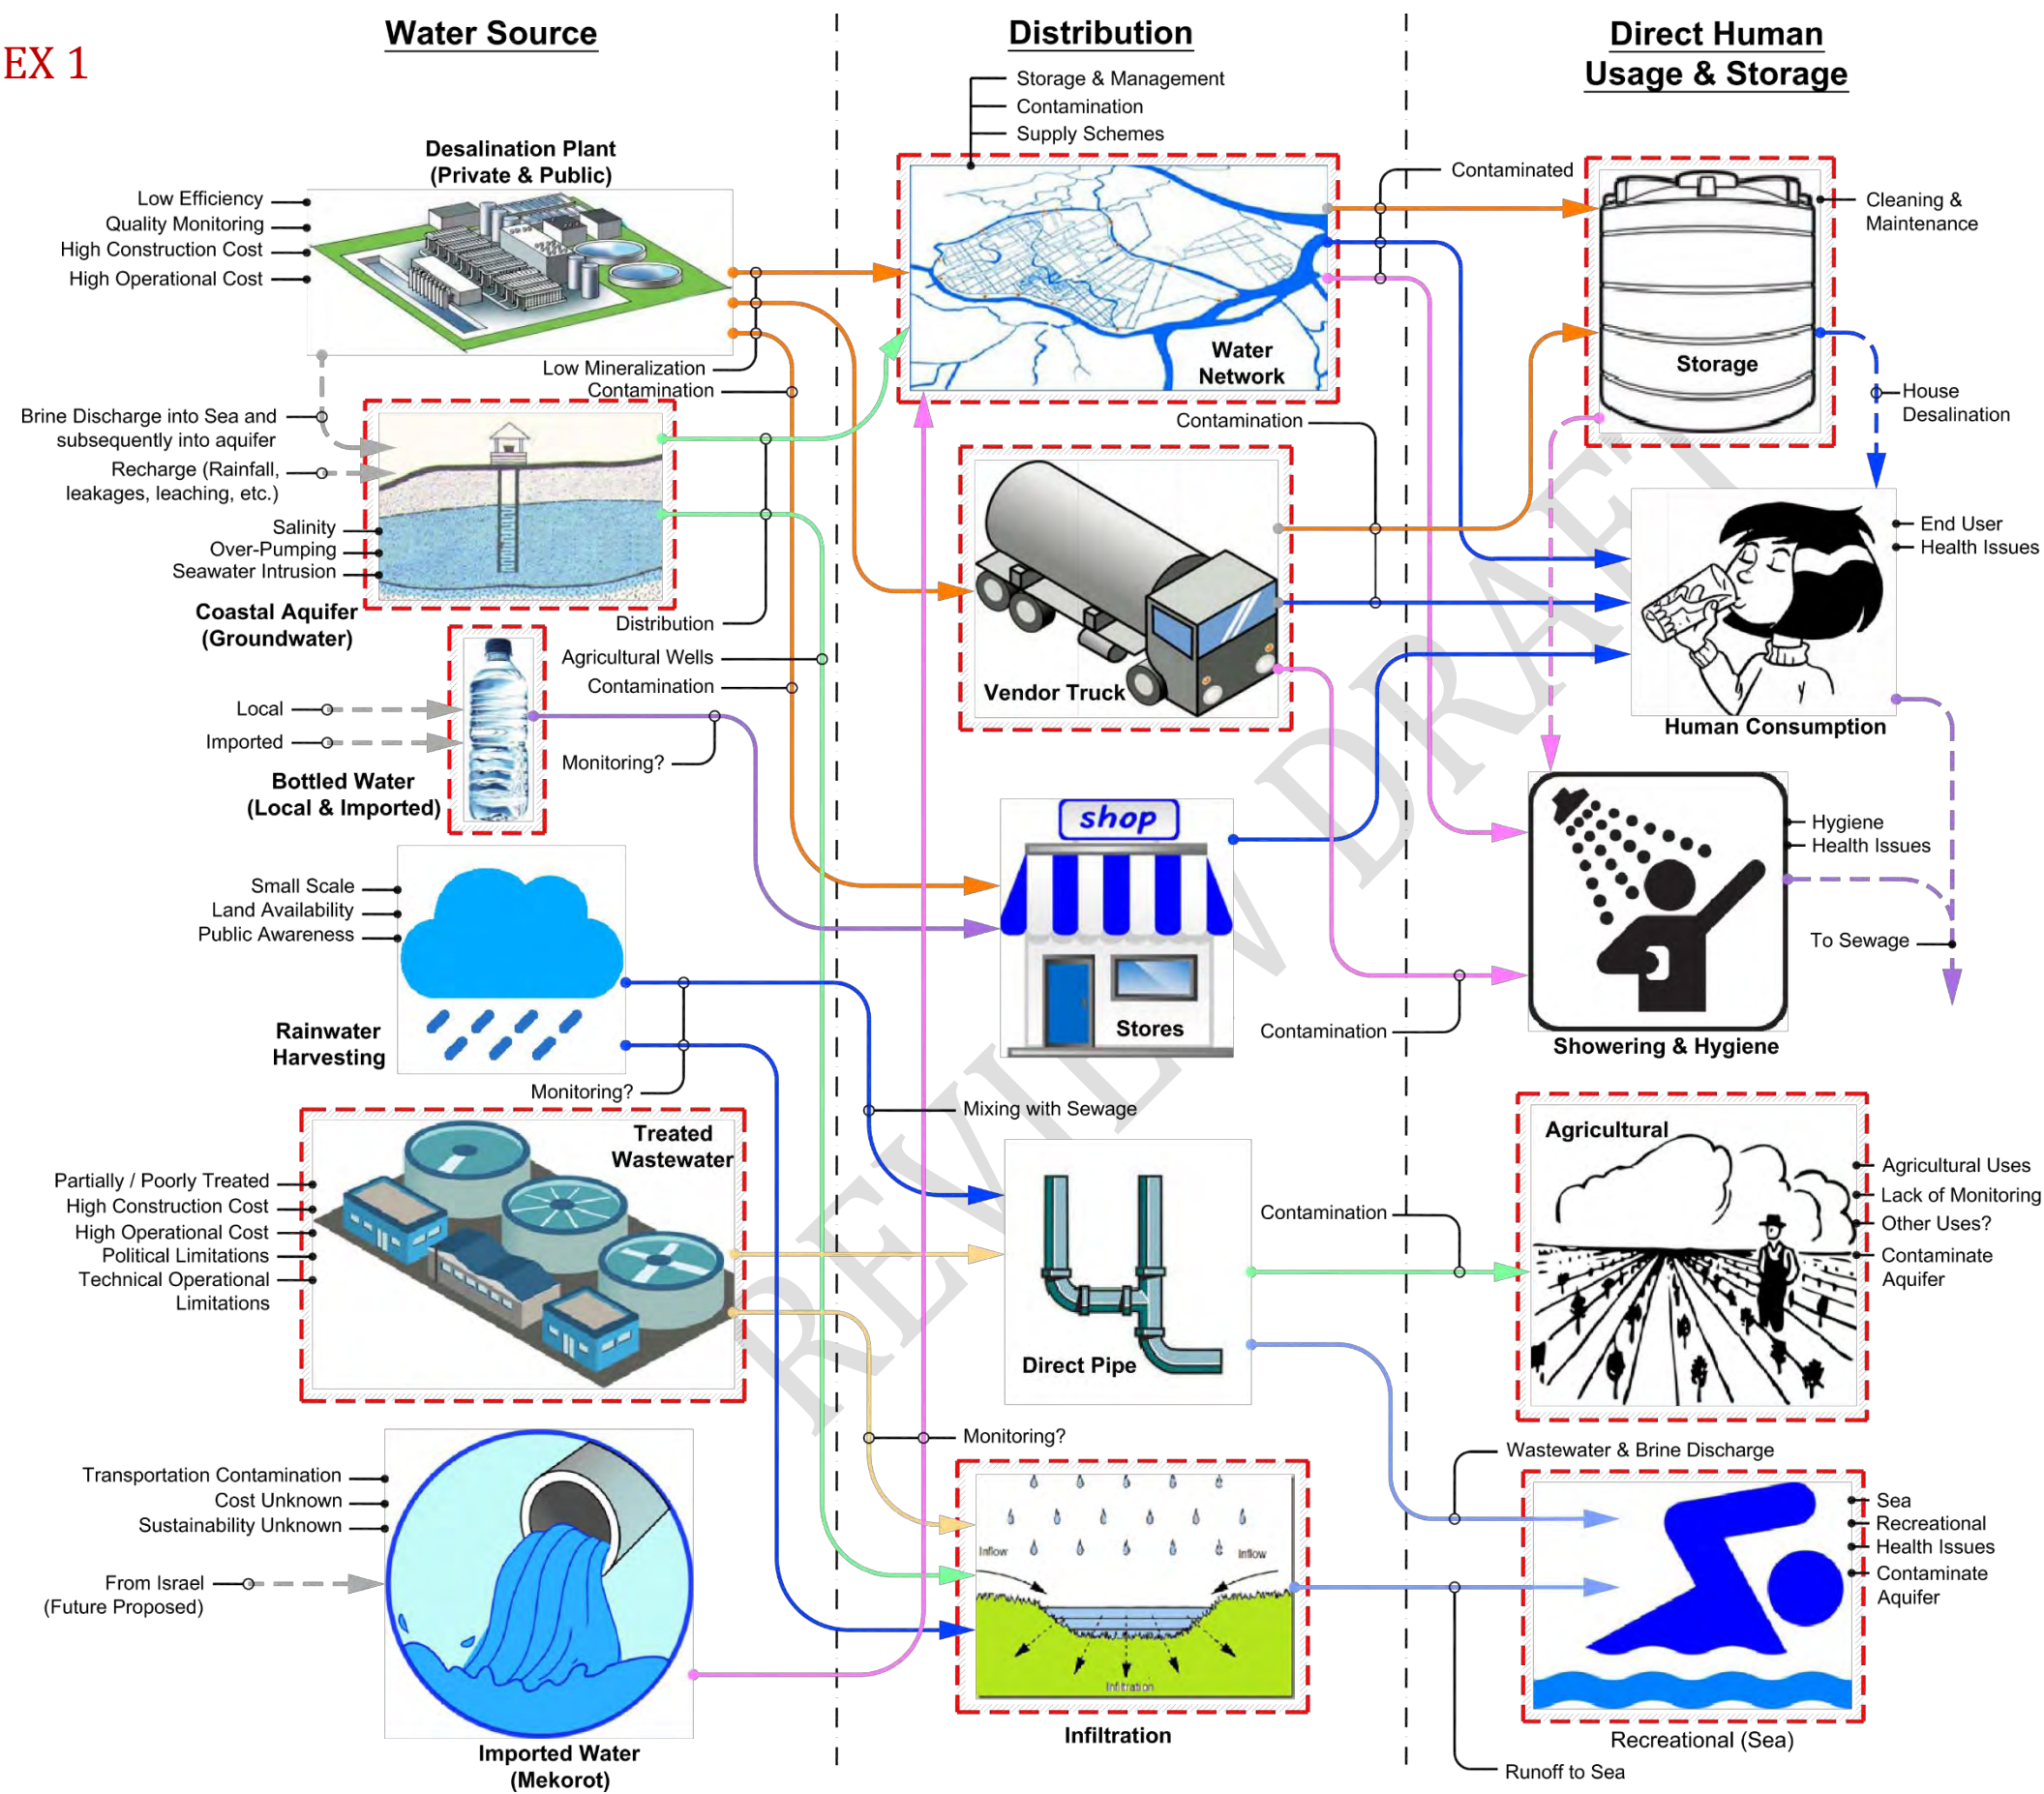 EX 1
Water Source
Distribution
Direct Human
Usage & Storage
Storage & Management
Contamination
Supply Schemes
Desalination Plant
(Private & Public)
Low Efficiency
Quality Monitoring
High Construction Cost
High Operational Cost
Low Mineralization
Contamination
Brine Discharge into Sea and
subsequently into aquifer
Recharge (Rainfall,
leakages, leaching, etc.)
Salinity
Over-Pumping
Seawater Intrusion
Coastal Aquifer
(Groundwater)
Distribution
Agricultural Wells
Contamination
Local
Imported
Monitoring?
Bottled Water
(Local & Imported)
Small Scale
Land Availability
Public Awareness
Rainwater
Harvesting
Monitoring?
Treated
Wastewater
Partially / Poorly Treated
High Construction Cost
High Operational Cost
Political Limitations
Technical Operational
Limitations
Transportation Contamination
Cost Unknown
Sustainability Unknown
From Israel
(Future Proposed)
Imported Water
(Mekorot)
Water
Network
Contamination
Vendor Truck
shop
Stores
Contamination
Mixing with Sewage
Contamination
Direct Pipe
Monitoring?
Inflow
Inflow
Infiltration
Infiltration
Contaminated
Cleaning &
Maintenance
Storage
House
Desalination
End User
Health Issues
Human Consumption
Hygiene
Health Issues
To Sewage
Showering & Hygiene
Agricultural
Agricultural Uses
Lack of Monitoring
Other Uses?
Contaminate
Aquifer
Wastewater & Brine Discharge
Sea
Recreational
Health Issues
Contaminate
Aquifer
Recreational (Sea)
Runoff to Sea
REVIEW DRAFT